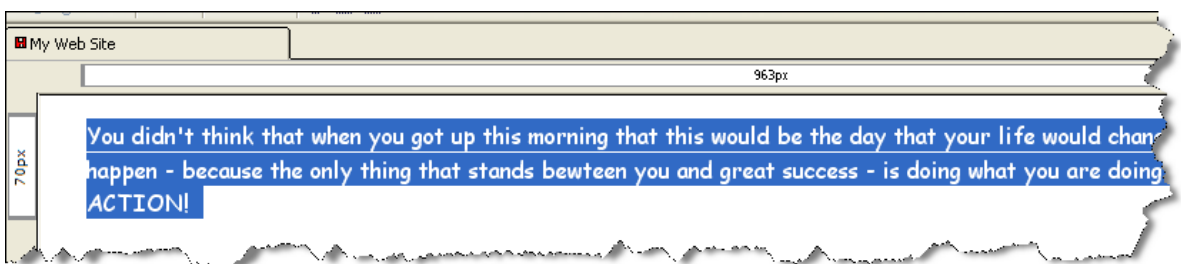 My Web Site
963px
70px
You didn't think that when you got up this morning that this would be the day that your life would
happen - because the only thing that stands bewteen you and great success - is doing what you are doing
ACTION!